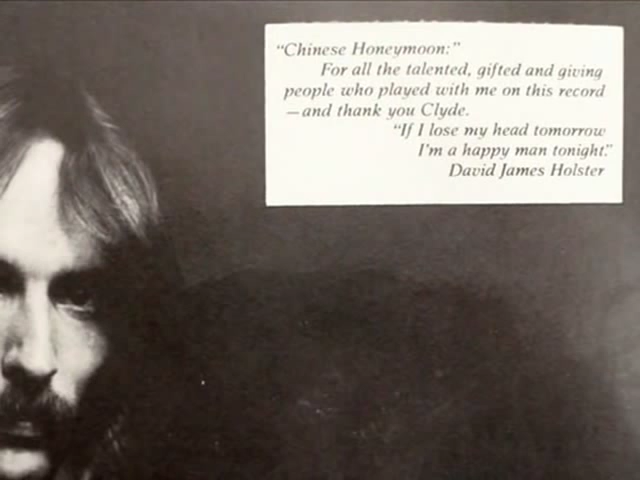 "Chinese Honeymoon:"
For all the talented, gifted and giving
people who played with me on this record
—and thank you Clyde.
"If I lose my head tomorrow
I'm a happy man tonight."
David James Holster